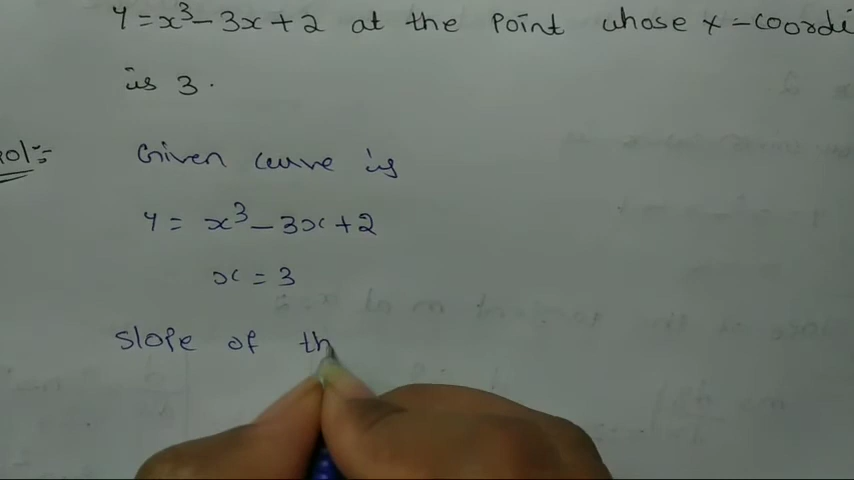 y = x³ - 3x + 2 at the point whose x-coordi
is 3.
Sol:-
Given curve is
y = x³ - 3x + 2
x = 3
Slope of th